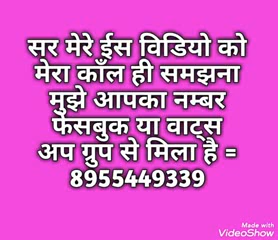 सर मेरे ईस विडियो को
मेरा काँल ही समझना
मुझे आपका नम्बर
फेसबुक या वाट्स
अप ग्रुप से मिला है =
8955449339
Made with
VideoShow